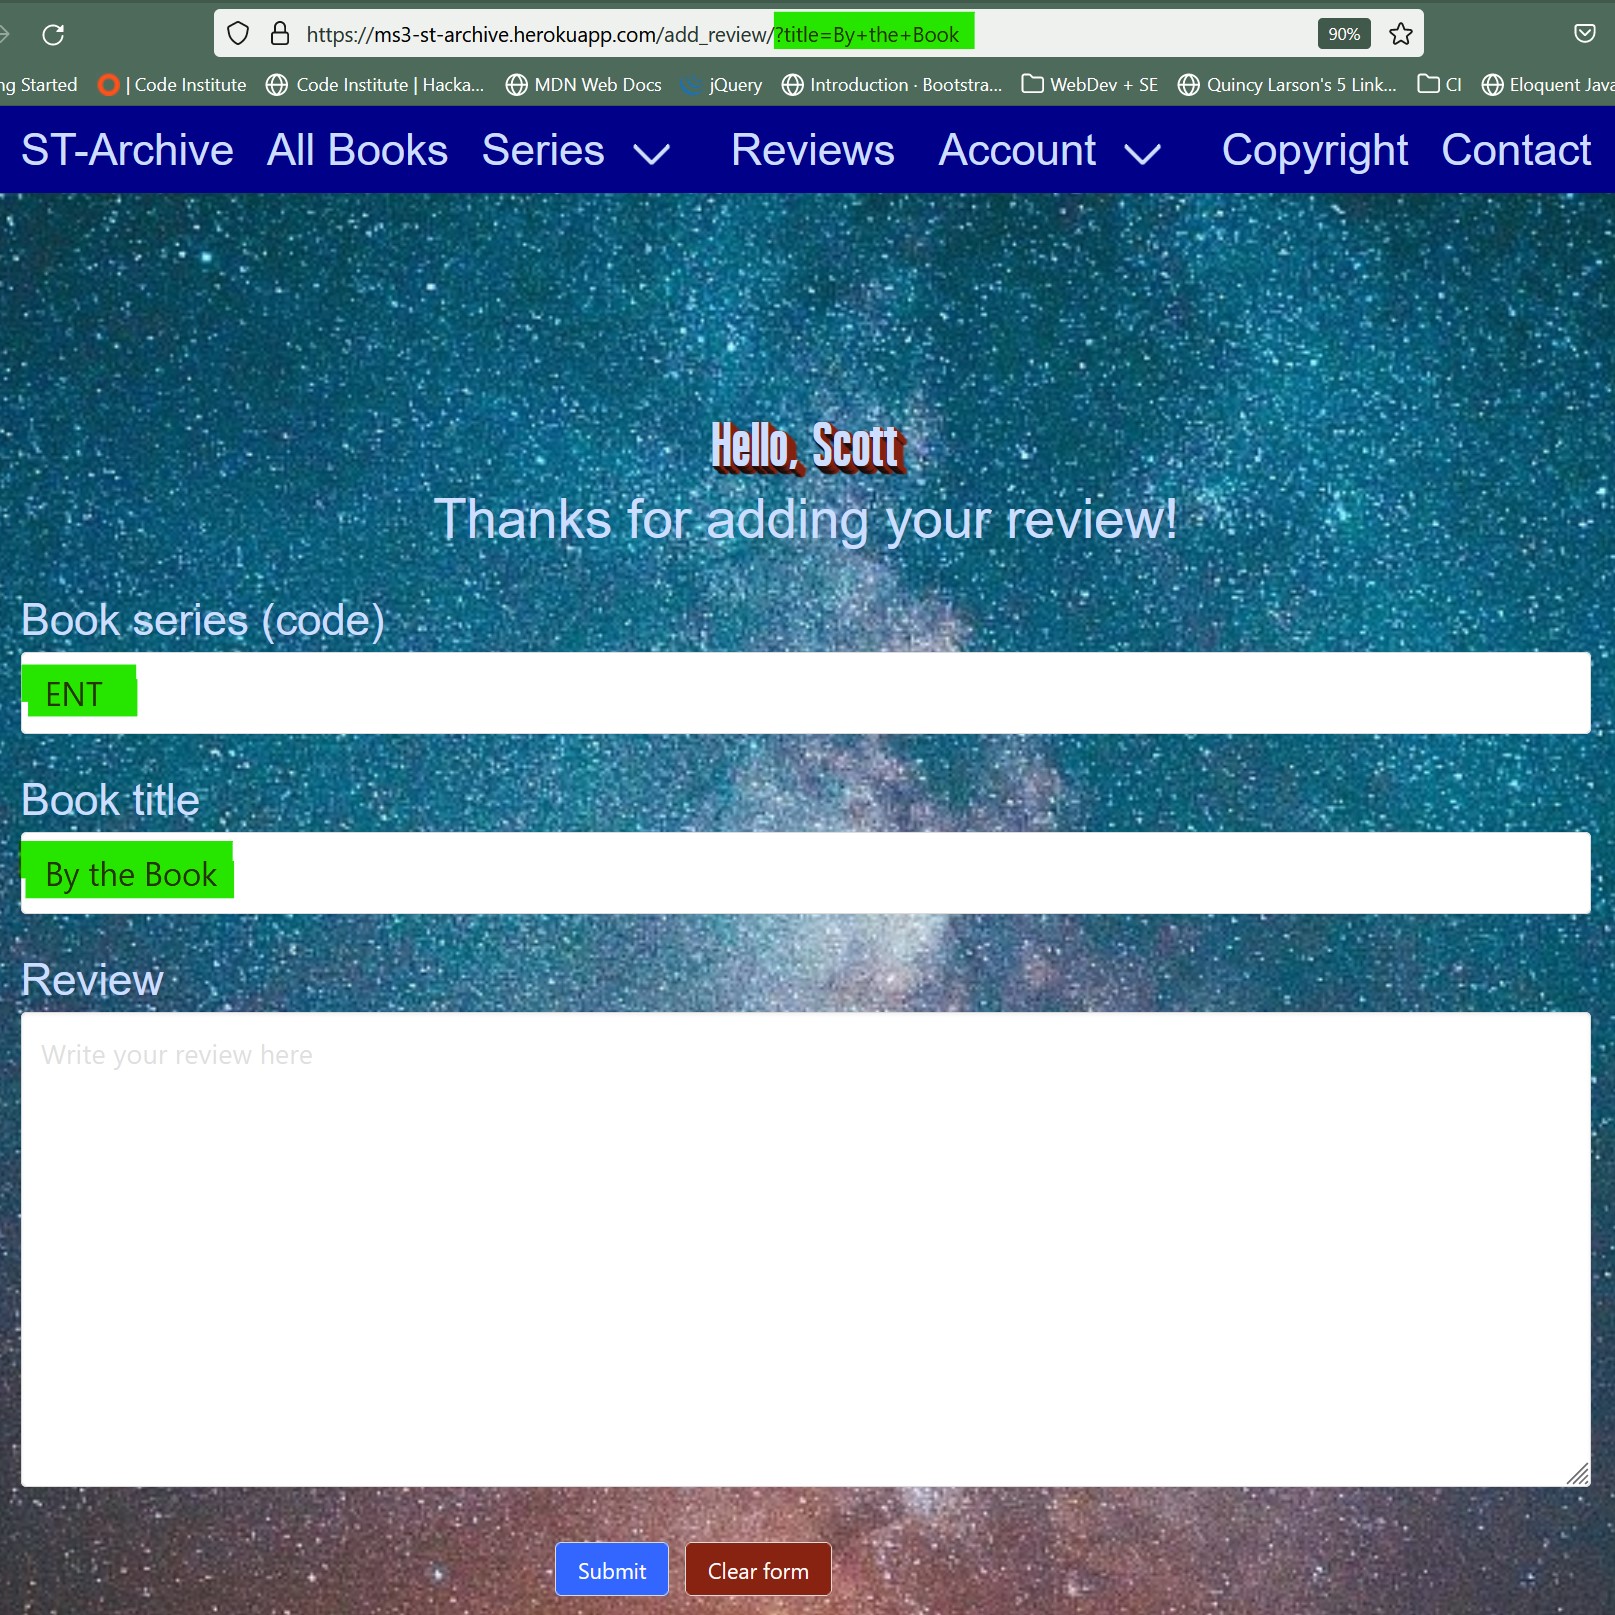 https://ms3-st-archive.herokuapp.com/add_review/?title=By+the+Book 90%
ng Started | Code Institute Code Institute | Hacka... MDN Web Docs jQuery Introduction · Bootstra... WebDev + SE Quincy Larson's 5 Link... CI Eloquent Java
ST-Archive All Books Series Reviews Account Copyright Contact
Hello, Scott
Thanks for adding your review!
Book series (code)
ENT
Book title
By the Book
Review
Write your review here
Submit Clear form